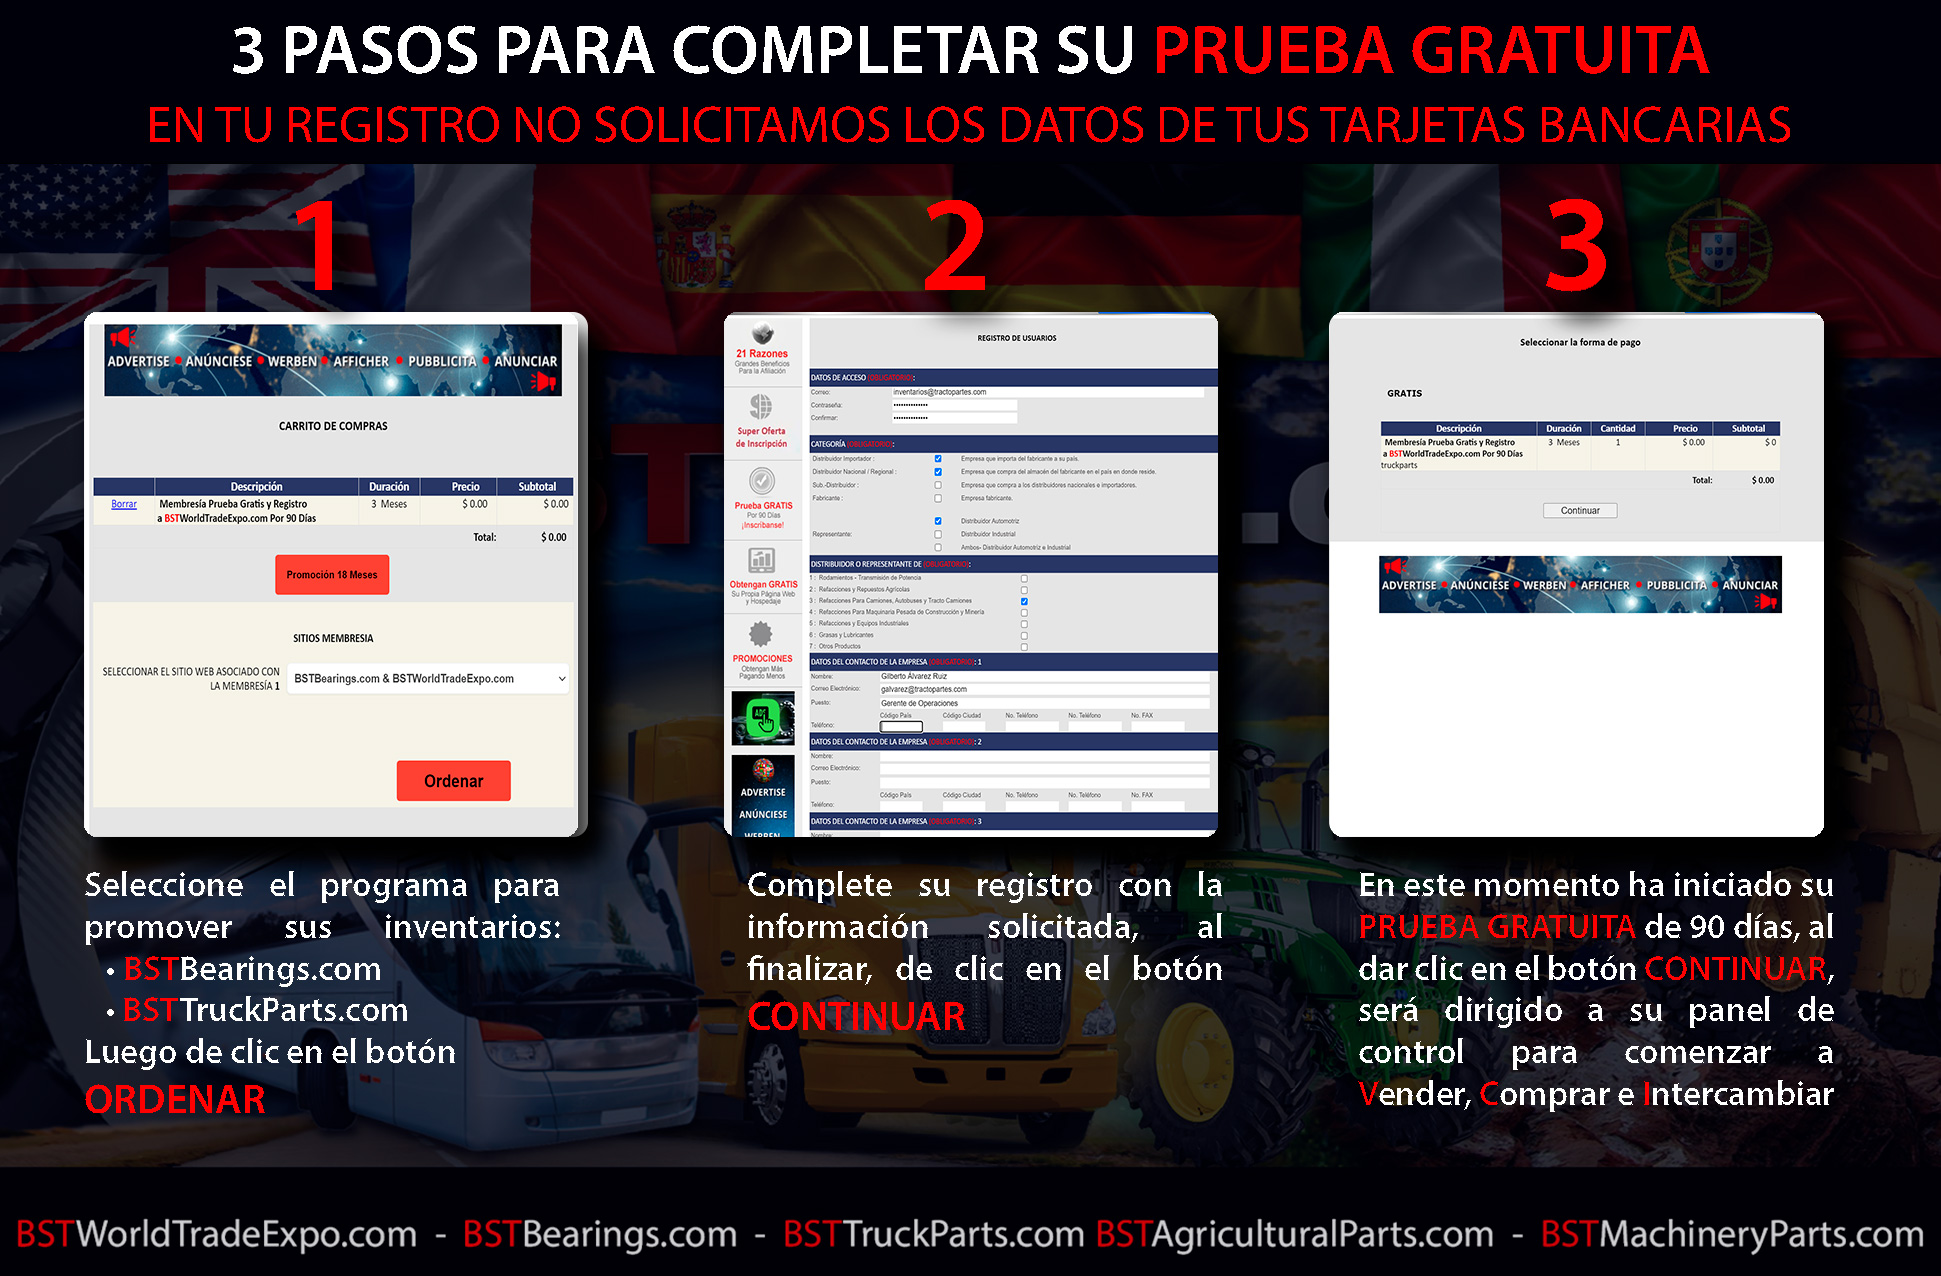 3 PASOS PARA COMPLETAR SU PRUEBA GRATUITA
EN TU REGISTRO NO SOLICITAMOS LOS DATOS DE TUS TARJETAS BANCARIAS
1
ADVERTISE • ANÚNCIESE • WERBEN • AFFICHER • PUBBLICITA • ANUNCIAR
CARRITO DE COMPRAS
Descripción Duración Precio Subtotal
Borrar Membresía Prueba Gratis y Registro 3 Meses $ 0.00 $ 0.00
a BSTWorldTradeExpo.com Por 90 Días
Total: $ 0.00
Promoción 18 Meses
SITIOS MEMBRESIA
SELECCIONAR EL SITIO WEB ASOCIADO CON
LA MEMBRESÍA 1
BSTBearings.com & BSTWorldTradeExpo.com
Ordenar
Seleccione el programa para
promover sus inventarios:
• BSTBearings.com
• BSTTruckParts.com
Luego de clic en el botón
ORDENAR
2
21 Razones
Grandes Beneficios
Para la Afiliación
Super Oferta
de Inscripción
Prueba GRATIS
Por 90 Días
¡Inscríbanse!
Obtengan GRATIS
Su Propia Página Web
y Hospedaje
PROMOCIONES
Obtengan Más
Pagando Menos
ADS
ADVERTISE
ANÚNCIESE
WERBEN
REGISTRO DE USUARIOS
DATOS DE ACCESO (OBLIGATORIO):
Correo: inventarios@tractopartes.com
Contraseña: ••••••••••••••
Confirmar: ••••••••••••••
CATEGORÍA (OBLIGATORIO):
Distribuidor Importador : Empresa que importa del fabricante a su país.
Distribuidor Nacional / Regional : Empresa que compra del almacén del fabricante en el país en donde reside.
Sub.-Distribuidor : Empresa que compra a los distribuidores nacionales e importadores.
Fabricante : Empresa fabricante.
Distribuidor Automotriz
Representante: Distribuidor Industrial
Ambos- Distribuidor Automotriz e Industrial
DISTRIBUIDOR O REPRESENTANTE DE (OBLIGATORIO):
1 : Rodamientos - Transmisión de Potencia
2 : Refacciones y Repuestos Agrícolas
3 : Refacciones Para Camiones, Autobuses y Tracto Camiones
4 : Refacciones Para Maquinaria Pesada de Construcción y Minería
5 : Refacciones y Equipos Industriales
6 : Grasas y Lubricantes
7 : Otros Productos
DATOS DEL CONTACTO DE LA EMPRESA (OBLIGATORIO) : 1
Nombre: Gilberto Álvarez Ruiz
Correo Electrónico: galvarez@tractopartes.com
Puesto: Gerente de Operaciones
Código País Código Ciudad No. Teléfono No. Teléfono No. FAX
Teléfono:
DATOS DEL CONTACTO DE LA EMPRESA (OBLIGATORIO) : 2
Nombre:
Correo Electrónico:
Puesto:
Código País Código Ciudad No. Teléfono No. Teléfono No. FAX
Teléfono:
DATOS DEL CONTACTO DE LA EMPRESA (OBLIGATORIO) : 3
Nombre:
Complete su registro con la
información solicitada, al
finalizar, de clic en el botón
CONTINUAR
3
Seleccionar la forma de pago
GRATIS
Descripción Duración Cantidad Precio Subtotal
Membresía Prueba Gratis y Registro 3 Meses 1 $ 0.00 $ 0
a BSTWorldTradeExpo.com Por 90 Días
truckparts
Total: $ 0.00
Continuar
ADVERTISE • ANÚNCIESE • WERBEN • AFFICHER • PUBBLICITA • ANUNCIAR
En este momento ha iniciado su
PRUEBA GRATUITA de 90 días, al
dar clic en el botón CONTINUAR,
será dirigido a su panel de
control para comenzar a
Vender, Comprar e Intercambiar
BSTWorldTradeExpo.com - BSTBearings.com - BSTTruckParts.com BSTAgriculturalParts.com - BSTMachineryParts.com